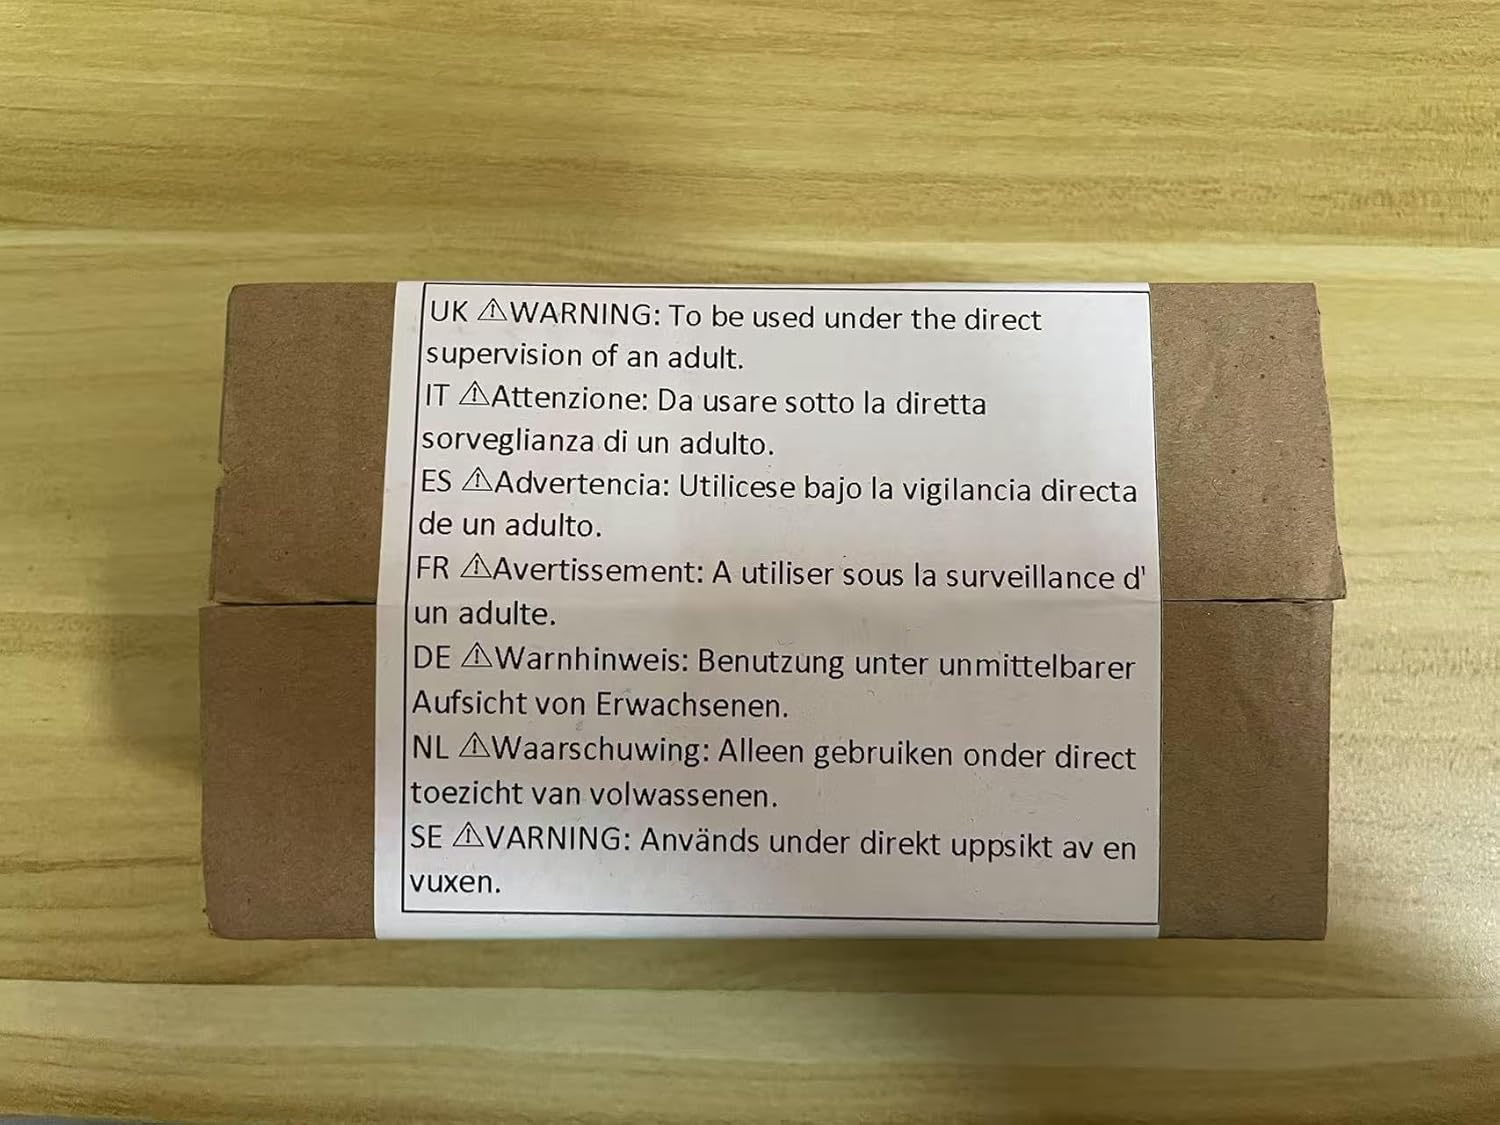 UK ⚠WARNING: To be used under the direct
supervision of an adult.
IT ⚠Attenzione: Da usare sotto la diretta
sorveglianza di un adulto.
ES ⚠Advertencia: Utilicese bajo la vigilancia directa
de un adulto.
FR ⚠Avertissement: A utiliser sous la surveillance d'
un adulte.
DE ⚠Warnhinweis: Benutzung unter unmittelbarer
Aufsicht von Erwachsenen.
NL ⚠Waarschuwing: Alleen gebruiken onder direct
toezicht van volwassenen.
SE ⚠VARNING: Används under direkt uppsikt av en
vuxen.